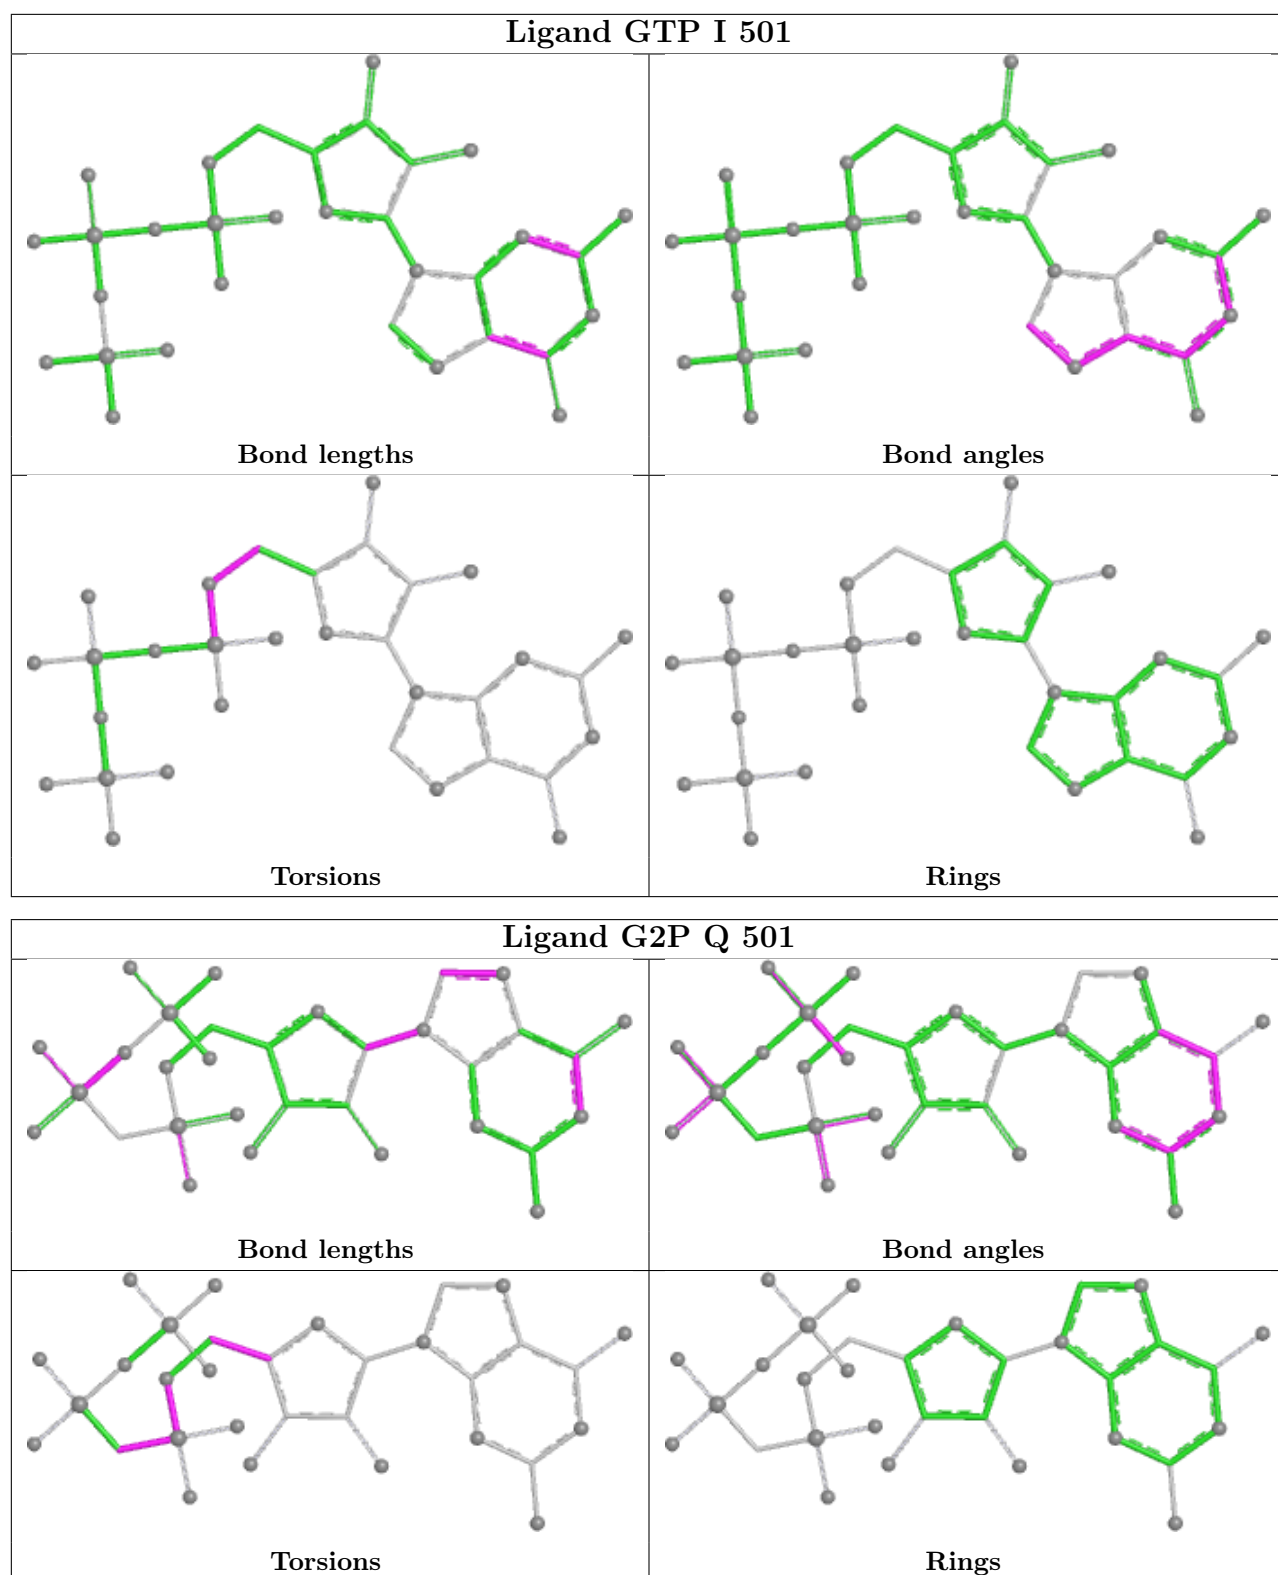 Ligand GTP I 501
Bond lengths
Bond angles
Torsions
Rings
Ligand G2P Q 501
Bond lengths
Bond angles
Torsions
Rings